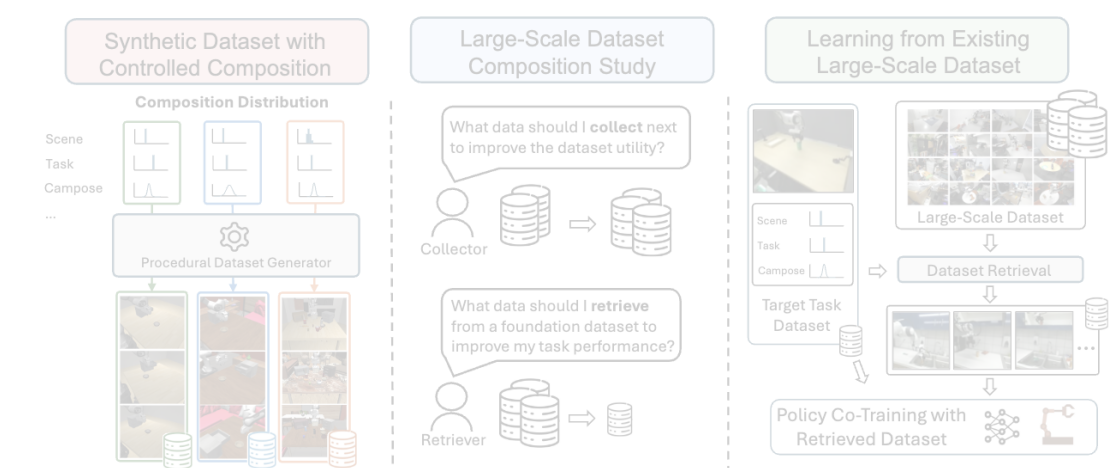 Synthetic Dataset with
Controlled Composition
Composition Distribution
Scene
Task
Campose
...
Procedural Dataset Generator
Large-Scale Dataset
Composition Study
What data should I collect next
to improve the dataset utility?
Collector
What data should I retrieve
from a foundation dataset to
improve my task performance?
Retriever
Learning from Existing
Large-Scale Dataset
Scene
Task
Campose
Target Task
Dataset
Large-Scale Dataset
Dataset Retrieval
...
Policy Co-Training with
Retrieved Dataset